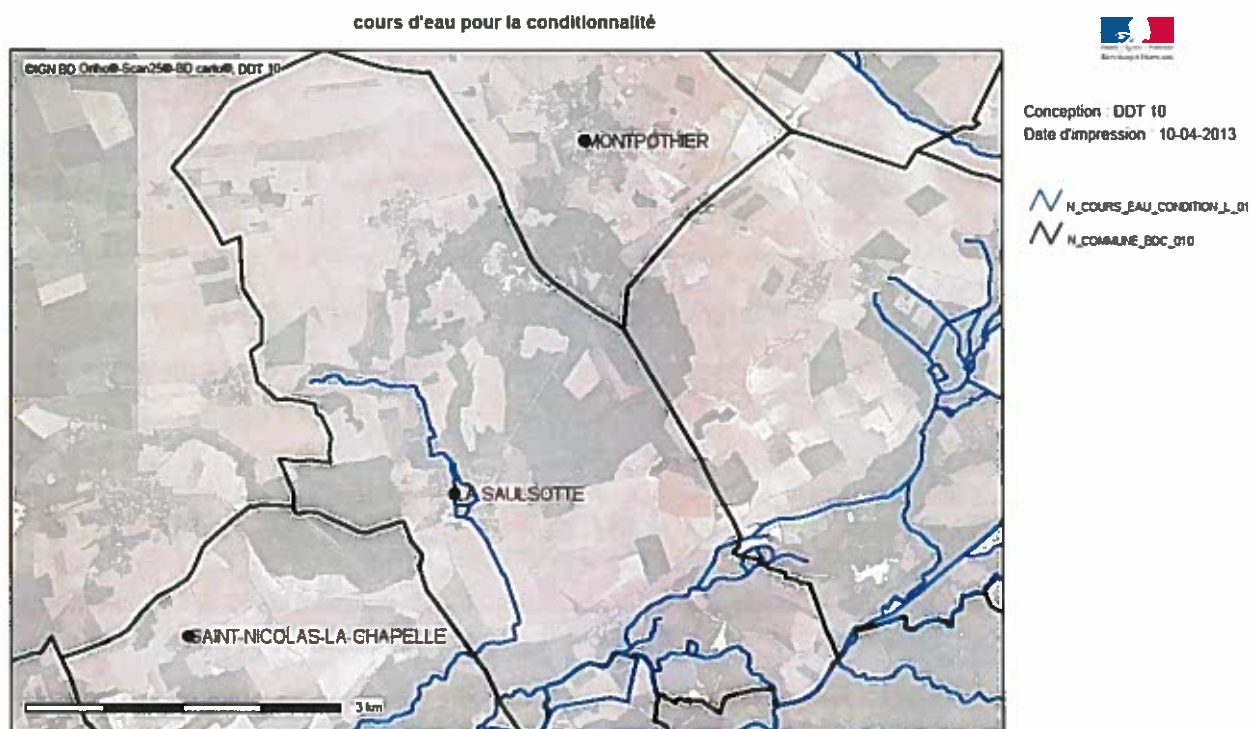 cours d'eau pour la conditionnalité
©IGN BD Ortho®-Scan25®-BD carto®, DDT 10
Conception : DDT 10
Date d'impression : 10-04-2013
N_COURS_EAU_CONDITION_L_01
N_COMMUNE_BDC_010
MONTPOTHIER
LA SAULSOTTE
SAINT-NICOLAS-LA-CHAPELLE
3 km